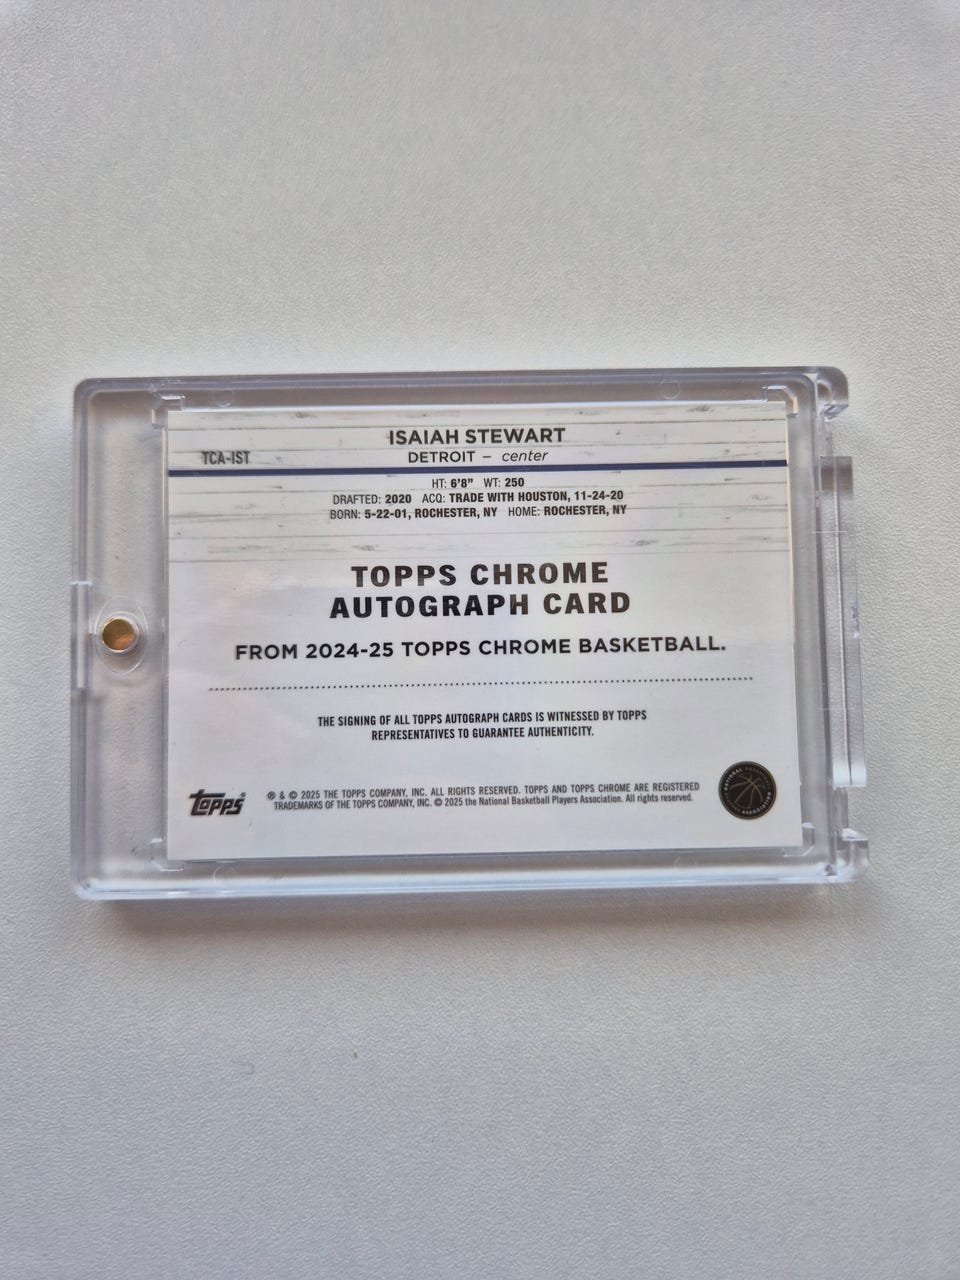 ISAIAH STEWART
TCA-IST
DETROIT – center
HT: 6'8" WT: 250
DRAFTED: 2020 ACQ: TRADE WITH HOUSTON, 11-24-20
BORN: 5-22-01, ROCHESTER, NY HOME: ROCHESTER, NY
TOPPS CHROME
AUTOGRAPH CARD
FROM 2024-25 TOPPS CHROME BASKETBALL.
THE SIGNING OF ALL TOPPS AUTOGRAPH CARDS IS WITNESSED BY TOPPS
REPRESENTATIVES TO GUARANTEE AUTHENTICITY.
Topps
® & © 2025 THE TOPPS COMPANY, INC. ALL RIGHTS RESERVED. TOPPS AND TOPPS CHROME ARE REGISTERED
TRADEMARKS OF THE TOPPS COMPANY, INC. © 2025 the National Basketball Players Association. All rights reserved.